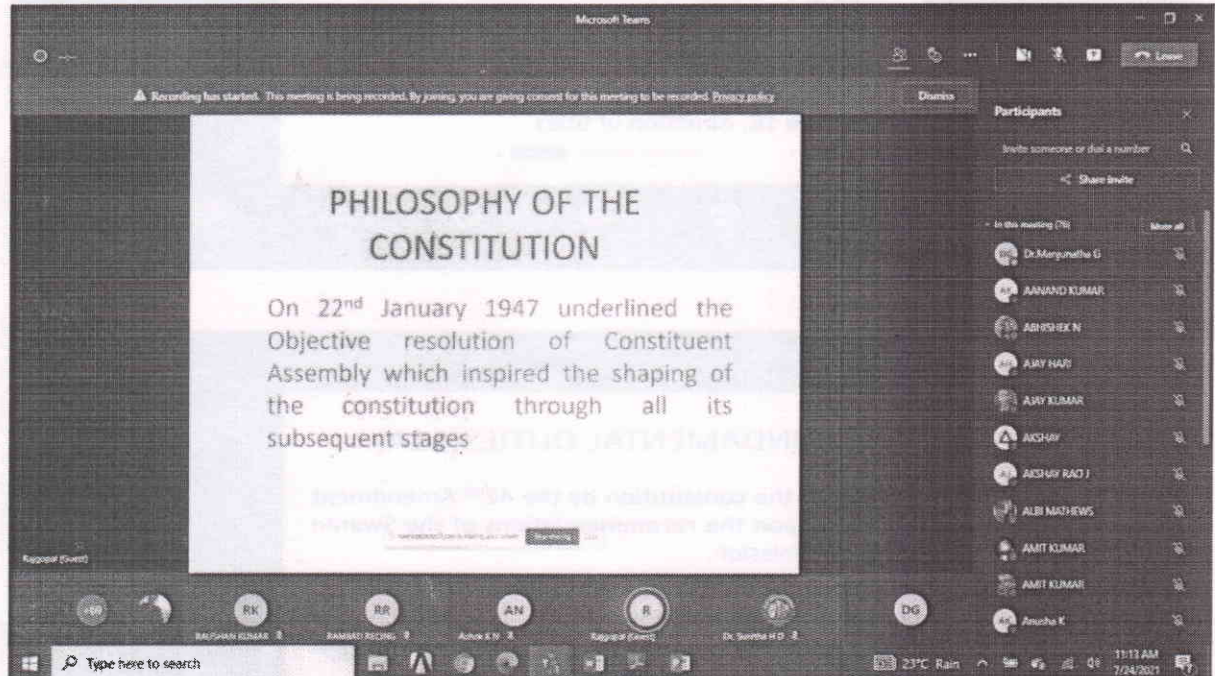 Microsoft Teams
Leave
Recording has started. This meeting is being recorded. By joining, you are giving consent for this meeting to be recorded. Privacy policy
Dismiss
Participants
Invite someone or dial a number
Share invite
In this meeting (76)
Mute all
Dr.Manjunatha G
AANAND KUMAR
ABHISHEK N
AJAY HARI
AJAY KUMAR
AKSHAY
AKSHAY RAO J
ALBI MATHEWS
AMIT KUMAR
AMIT KUMAR
Anusha K
PHILOSOPHY OF THE
CONSTITUTION
On 22nd January 1947 underlined the
Objective resolution of Constituent
Assembly which inspired the shaping of
the constitution through all its
subsequent stages
Rajgopal (Guest)
RK
RR
AN
R
DG
RAUSHAN KUMAR
Ashok K N
Rajgopal (Guest)
Dr. Sunitha H D
Type here to search
23°C Rain
11:13 AM
7/24/2021